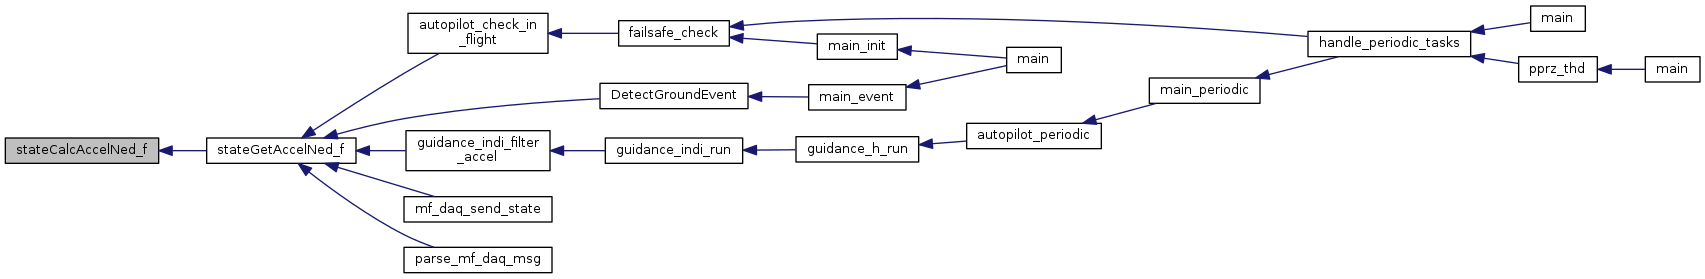 stateCalcAccelNed_f
stateGetAccelNed_f
autopilot_check_in
_flight
failsafe_check
main_init
main
DetectGroundEvent
main_event
guidance_indi_filter
_accel
guidance_indi_run
guidance_h_run
autopilot_periodic
main_periodic
handle_periodic_tasks
main
pprz_thd
main
mf_daq_send_state
parse_mf_daq_msg